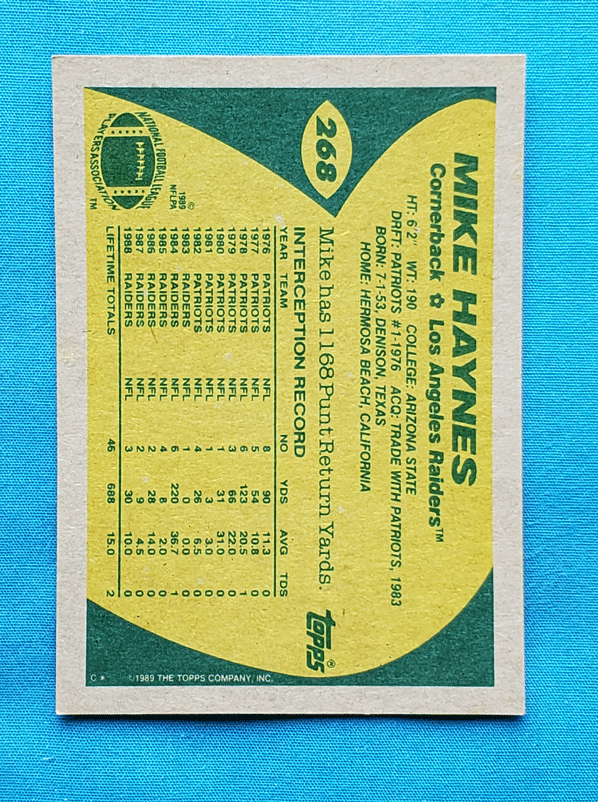 268
MIKE HAYNES
Cornerback ✿ Los Angeles Raiders™
HT: 6'2" WT: 190 COLLEGE: ARIZONA STATE
DRFT: PATRIOTS #1-1976 ACQ: TRADE WITH PATRIOTS, 1983
BORN: 7-1-53, DENISON, TEXAS
HOME: HERMOSA BEACH, CALIFORNIA
Mike has 1168 Punt Return Yards.
topps®
INTERCEPTION RECORD
YEAR TEAM NO YDS AVG TDS
1976 PATRIOTS NFL 8 90 11.3 0
1977 PATRIOTS NFL 5 54 10.8 0
1978 PATRIOTS NFL 6 123 20.5 1
1979 PATRIOTS NFL 3 66 22.0 0
1980 PATRIOTS NFL 1 31 31.0 0
1981 PATRIOTS NFL 1 3 3.0 0
1982 PATRIOTS NFL 4 26 6.5 0
1983 RAIDERS NFL 1 0 0.0 0
1984 RAIDERS NFL 6 220 36.7 1
1985 RAIDERS NFL 4 8 2.0 0
1986 RAIDERS NFL 2 28 14.0 0
1987 RAIDERS NFL 2 9 4.5 0
1988 RAIDERS NFL 3 30 10.0 0
LIFETIME TOTALS 46 688 15.0 2
©
1989
NFLPA
NATIONAL FOOTBALL LEAGUE
PLAYERS ASSOCIATION
™
C * ©1989 THE TOPPS COMPANY, INC.